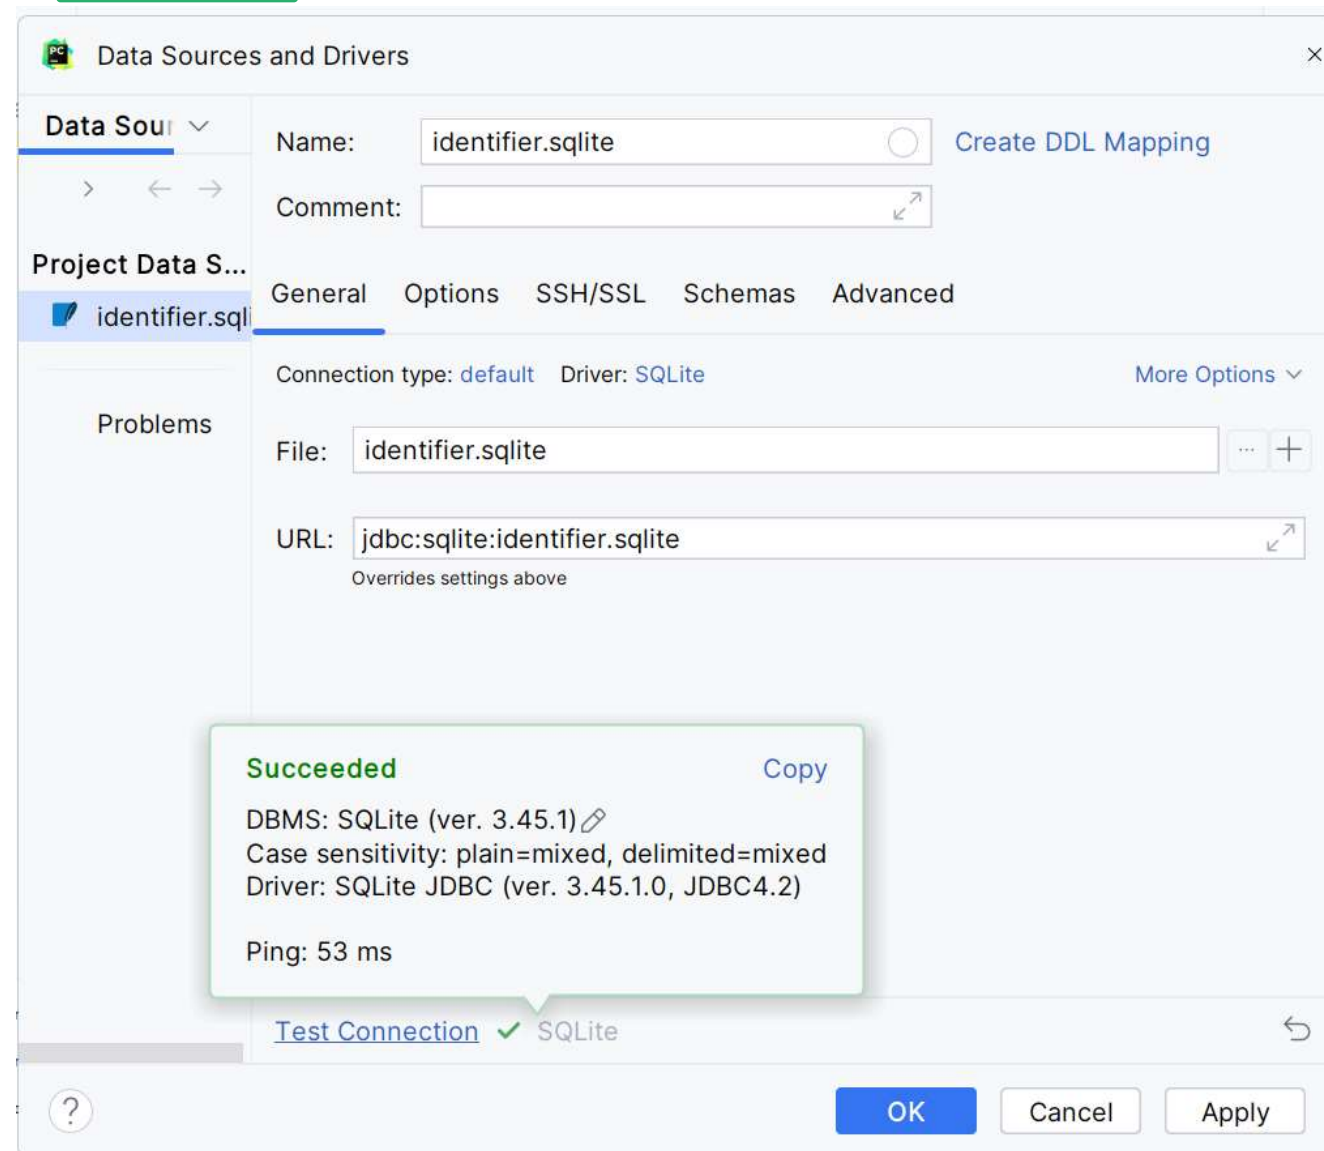 PC
Data Sources and Drivers
Data Sour
Name: identifier.sqlite Create DDL Mapping
Comment:
Project Data S...
identifier.sqli
General Options SSH/SSL Schemas Advanced
Connection type: default Driver: SQLite More Options
Problems
File: identifier.sqlite ...
URL: jdbc:sqlite:identifier.sqlite
Overrides settings above
Succeeded Copy
DBMS: SQLite (ver. 3.45.1)
Case sensitivity: plain=mixed, delimited=mixed
Driver: SQLite JDBC (ver. 3.45.1.0, JDBC4.2)
Ping: 53 ms
Test Connection SQLite
? OK Cancel Apply